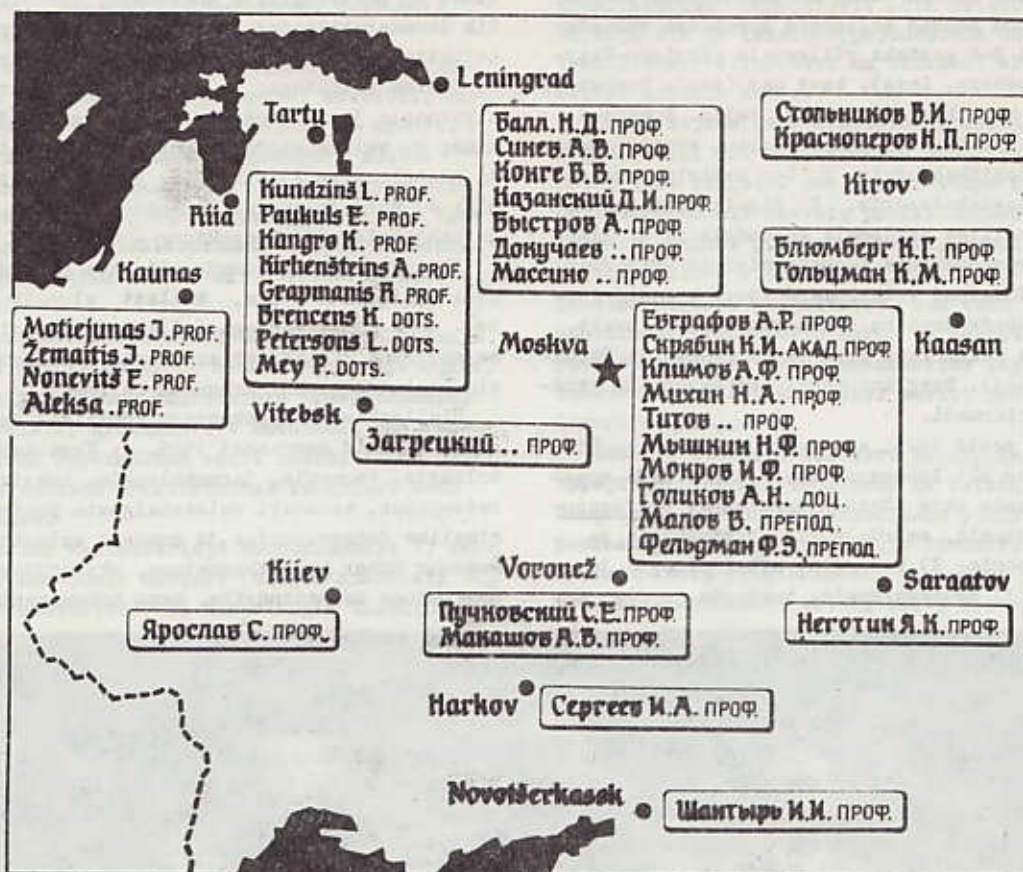 Leningrad
Tartu
Riia
Kaunas
Балл. Н.Д. ПРОФ
Синев. А.В. ПРОФ.
Конге В.В. ПРОФ.
Казанский Д.И. ПРОФ
Быстров А. ПРОФ.
Докучаев .. ПРОФ.
Массино .. ПРОФ.
Стольников В.И. ПРОФ.
Красноперов Н.П. ПРОФ.
Kirov
Блюмберг К.Г. ПРОФ
Гольцман К.М. ПРОФ.
Kaasan
Kundzinš L. PROF.
Paukuls E. PROF.
Kangro K. PROF.
Kirhenšteins A. PROF.
Grapmanis R. PROF.
Brencens K. DOTS.
Petersons L. DOTS.
Mey P. DOTS.
Motiejunas J. PROF.
Žemaitis J. PROF.
Nonevitš E. PROF.
Aleksa . PROF.
Moskva
Евграфов А.Р. ПРОФ.
Скрябин К.И. АКАД. ПРОФ
Климов А.Ф. ПРОФ
Михин Н.А. ПРОФ
Титов .. ПРОФ.
Мышкин Н.Ф. ПРОФ
Мокров И.Ф. ПРОФ.
Голиков А.Н. ДОЦ.
Малов В. ПРЕПОД.
Фельдман Ф.Э. ПРЕПОД.
Vitebsk
Загрецкий .. ПРОФ.
Kiiev
Ярослав С. ПРОФ.
Voronež
Пучковский С.Е. ПРОФ.
Макашов А.В. ПРОФ.
Saraatov
Неготин Я.К. ПРОФ.
Harkov
Сергеев И.А. ПРОФ.
Novotšerkassk
Шантырь И.И. ПРОФ.